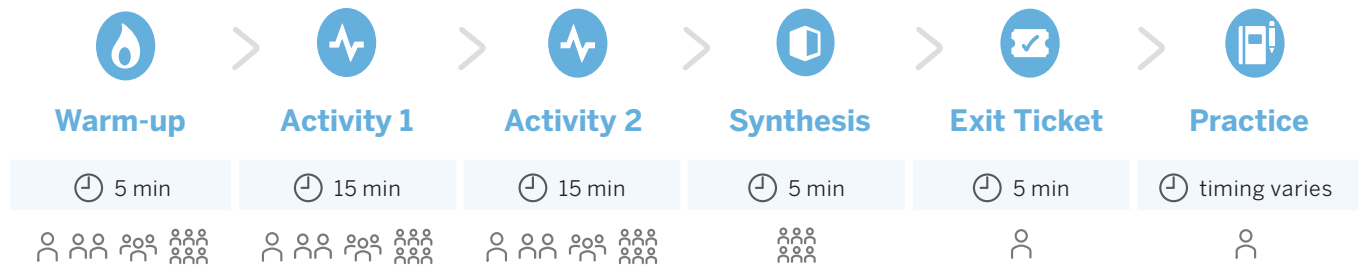 Warm-up Activity 1 Activity 2 Synthesis Exit Ticket Practice
5 min 15 min 15 min 5 min 5 min timing varies